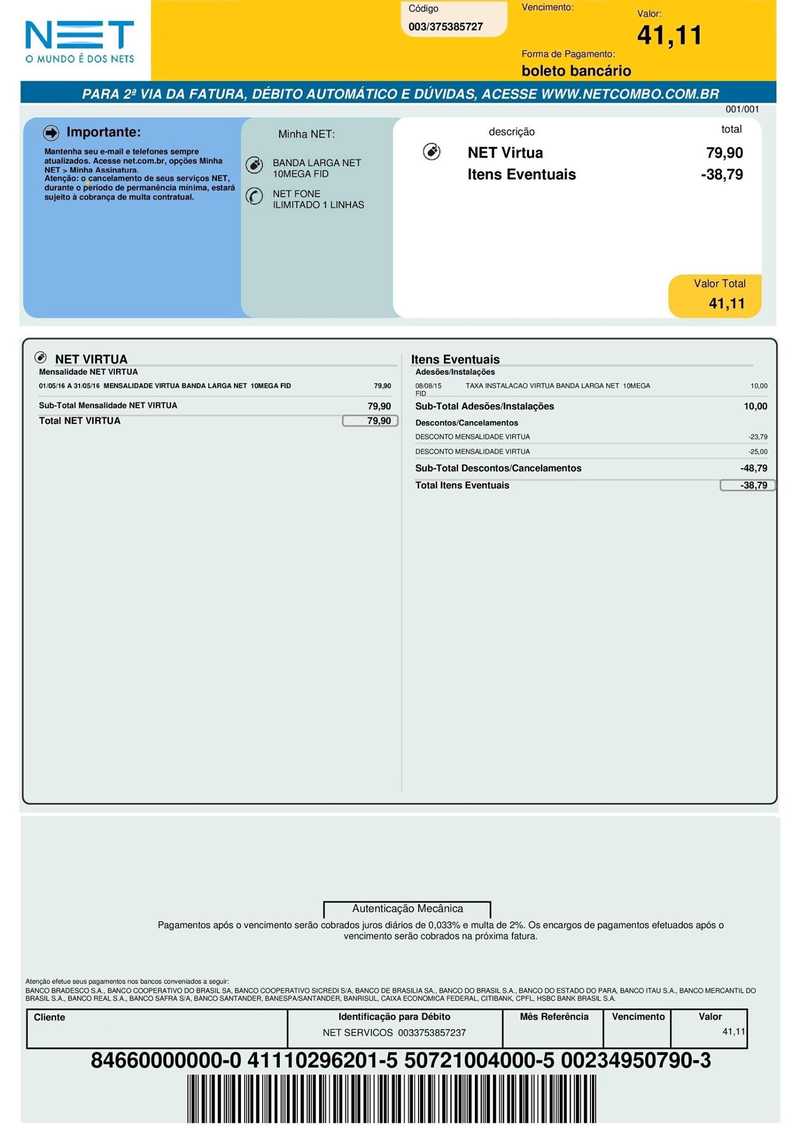 NET
O MUNDO É DOS NETS
Código
003/375385727
Vencimento:
Valor:
41,11
Forma de Pagamento:
boleto bancário
PARA 2ª VIA DA FATURA, DÉBITO AUTOMÁTICO E DÚVIDAS, ACESSE WWW.NETCOMBO.COM.BR
001/001
Importante:
Mantenha seu e-mail e telefones sempre
atualizados. Acesse net.com.br, opções Minha
NET > Minha Assinatura.
Atenção: o cancelamento de seus serviços NET,
durante o período de permanência mínima, estará
sujeito à cobrança de multa contratual.
Minha NET:
BANDA LARGA NET
10MEGA FID
NET FONE
ILIMITADO 1 LINHAS
descrição total
NET Virtua 79,90
Itens Eventuais -38,79
Valor Total
41,11
NET VIRTUA
Mensalidade NET VIRTUA
01/05/16 A 31/05/16 MENSALIDADE VIRTUA BANDA LARGA NET 10MEGA FID 79,90
Sub-Total Mensalidade NET VIRTUA 79,90
Total NET VIRTUA 79,90
Itens Eventuais
Adesões/Instalações
08/08/15 TAXA INSTALACAO VIRTUA BANDA LARGA NET 10MEGA 10,00
FID
Sub-Total Adesões/Instalações 10,00
Descontos/Cancelamentos
DESCONTO MENSALIDADE VIRTUA -23,79
DESCONTO MENSALIDADE VIRTUA -25,00
Sub-Total Descontos/Cancelamentos -48,79
Total Itens Eventuais -38,79
Autenticação Mecânica
Pagamentos após o vencimento serão cobrados juros diários de 0,033% e multa de 2%. Os encargos de pagamentos efetuados após o
vencimento serão cobrados na próxima fatura.
Atenção efetue seus pagamentos nos bancos conveniados a seguir:
BANCO BRADESCO S.A., BANCO COOPERATIVO DO BRASIL SA, BANCO COOPERATIVO SICREDI S/A, BANCO DE BRASILIA SA., BANCO DO BRASIL S.A., BANCO DO ESTADO DO PARA, BANCO ITAU S.A., BANCO MERCANTIL DO
BRASIL S.A., BANCO REAL S.A., BANCO SAFRA S/A, BANCO SANTANDER, BANESPA/SANTANDER, BANRISUL, CAIXA ECONOMICA FEDERAL, CITIBANK, CPFL, HSBC BANK BRASIL S.A.
Cliente Identificação para Débito Mês Referência Vencimento Valor
NET SERVICOS 0033753857237 41,11
84660000000-0 41110296201-5 50721004000-5 00234950790-3